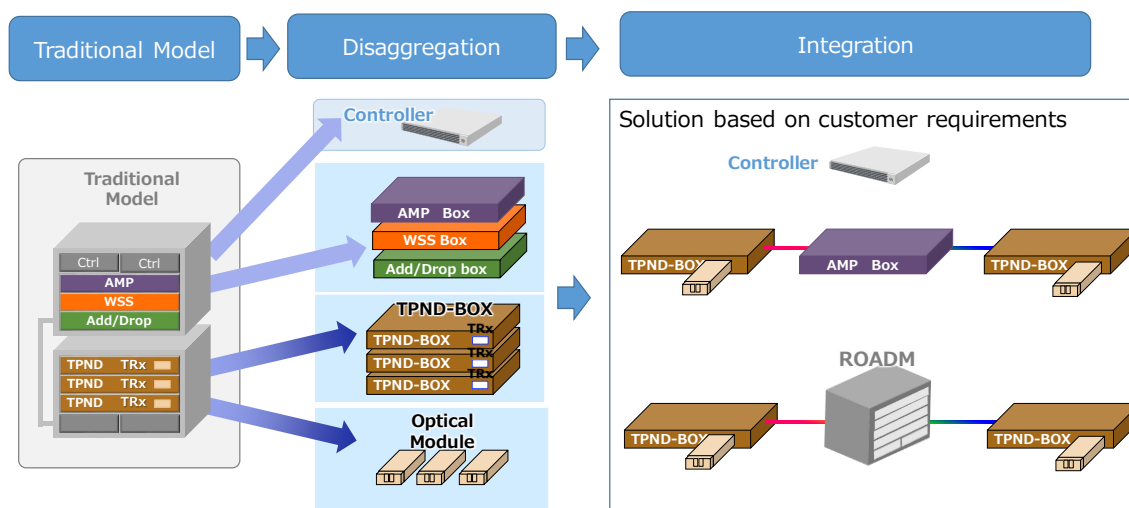 Traditional Model
Disaggregation
Integration
Traditional
Model
Ctrl
Ctrl
AMP
WSS
Add/Drop
TPND TRx
TPND TRx
TPND TRx
Controller
AMP Box
WSS Box
Add/Drop box
TPND-BOX
TRx
TPND-BOX
TRx
TPND-BOX
TRx
TPND-BOX
Optical
Module
Solution based on customer requirements
Controller
TPND-BOX
AMP Box
TPND-BOX
ROADM
TPND-BOX
TPND-BOX